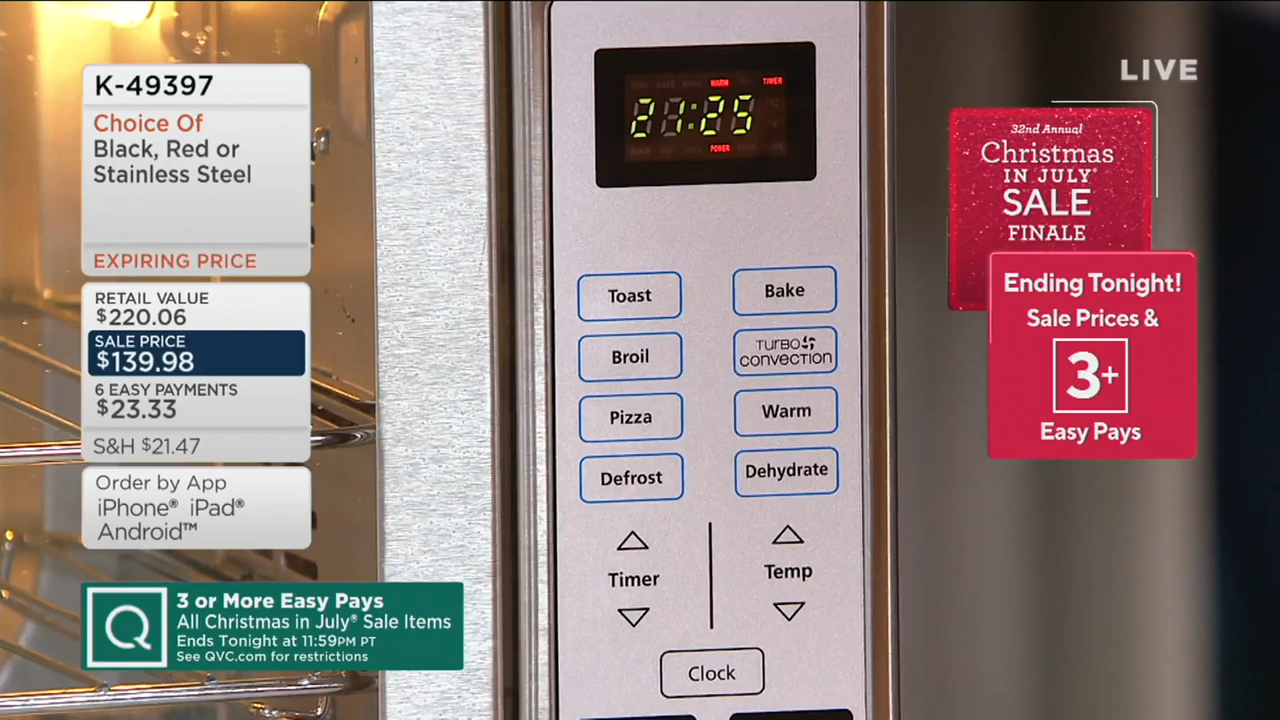 K-49397
Choice Of
Black, Red or
Stainless Steel
EXPIRING PRICE
RETAIL VALUE
$220.06
SALE PRICE
$139.98
6 EASY PAYMENTS
$23.33
S&H $21.47
Order by App
iPhone® iPad®
Android™
Q
3 or More Easy Pays
All Christmas in July® Sale Items
Ends Tonight at 11:59PM PT
See QVC.com for restrictions
WARM TIMER
21:25
POWER
Toast
Bake
Broil
TURBO
CONVECTION
Pizza
Warm
Defrost
Dehydrate
Timer
Temp
Clock
LIVE
32nd Annual
Christmas
IN JULY®
SALE
FINALE
Ending Tonight!
Sale Prices &
3+
Easy Pays